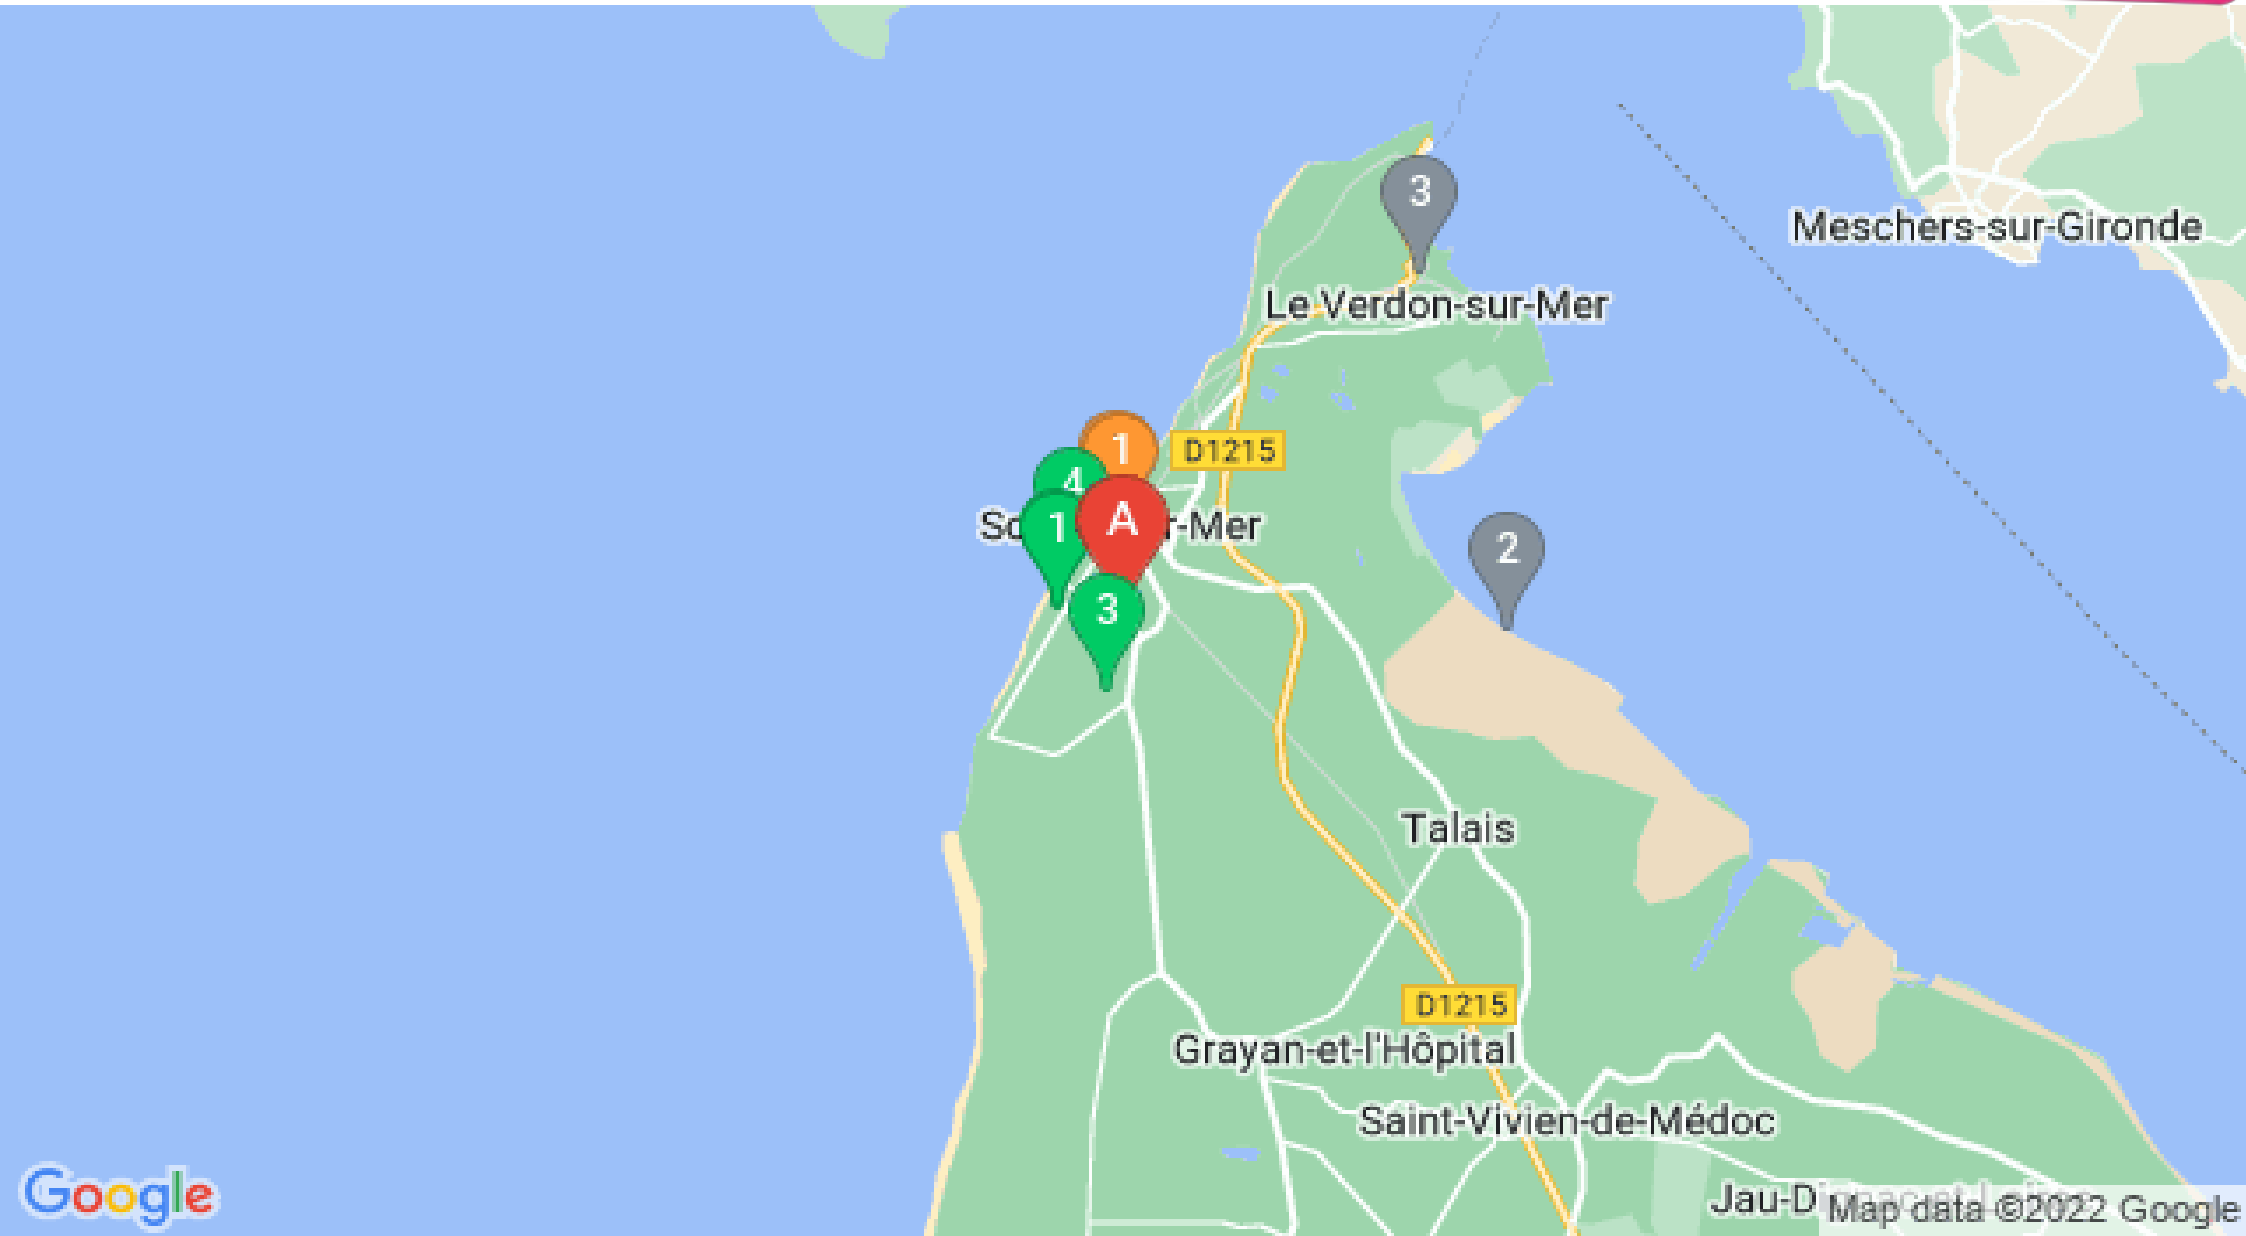 3
Meschers-sur-Gironde
Le Verdon-sur-Mer
1
D1215
4
1
A
r-Mer
2
3
Talais
D1215
Grayan-et-l'Hôpital
Saint-Vivien-de-Médoc
Google
Map data ©2022 Google